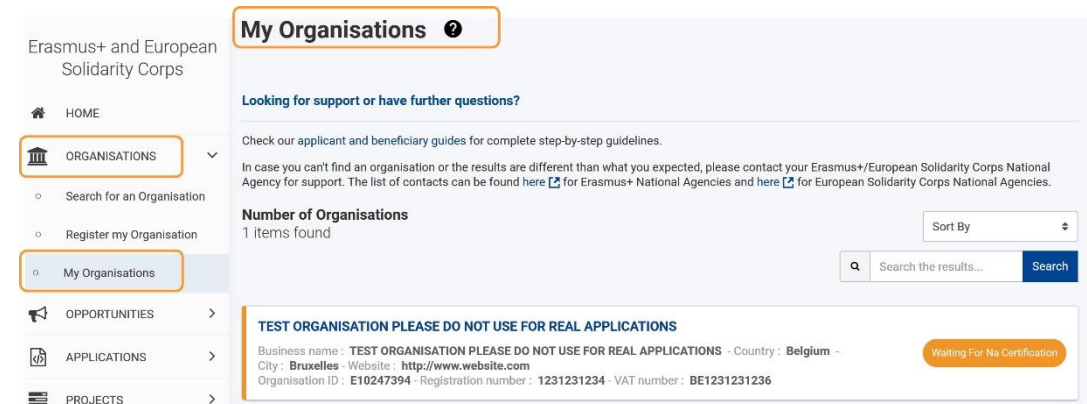 Erasmus+ and European
Solidarity Corps
HOME
ORGANISATIONS
Search for an Organisation
Register my Organisation
My Organisations
OPPORTUNITIES
APPLICATIONS
PROJECTS
My Organisations ?
Looking for support or have further questions?
Check our applicant and beneficiary guides for complete step-by-step guidelines.
In case you can't find an organisation or the results are different than what you expected, please contact your Erasmus+/European Solidarity Corps National
Agency for support. The list of contacts can be found here for Erasmus+ National Agencies and here for European Solidarity Corps National Agencies.
Number of Organisations
1 items found
Sort By
Search the results...
Search
TEST ORGANISATION PLEASE DO NOT USE FOR REAL APPLICATIONS
Business name : TEST ORGANISATION PLEASE DO NOT USE FOR REAL APPLICATIONS - Country : Belgium -
City : Bruxelles - Website : http://www.website.com
Organisation ID : E10247394 - Registration number : 1231231234 - VAT number : BE1231231236
Waiting For Na Certification